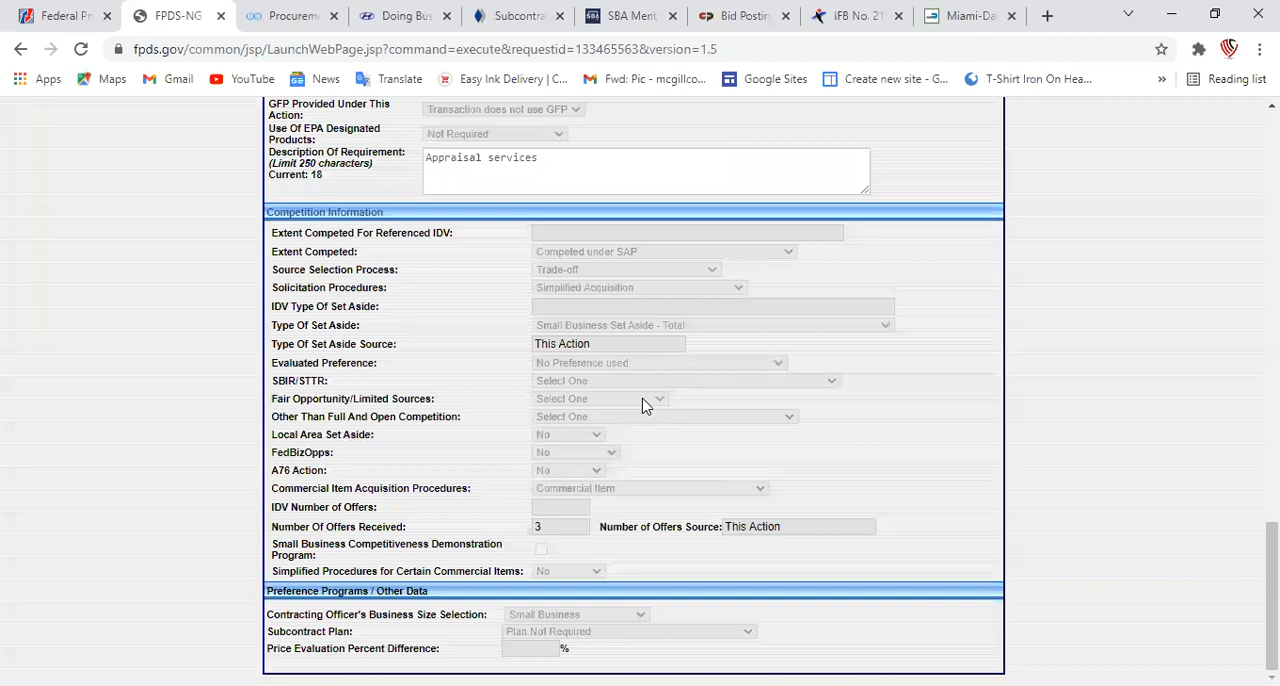 Federal Pr
FPDS-NG
Procurem
Doing Bus
Subcontra
SBA Ment
Bid Postin
IFB No. 21
Miami-Da
fpds.gov/common/jsp/LaunchWebPage.jsp?command=execute&requestid=133465563&version=1.5
Apps
Maps
Gmail
YouTube
News
Translate
Easy Ink Delivery | C...
Fwd: Pic - mcgillco...
Google Sites
Create new site - G...
T-Shirt Iron On Hea...
»
Reading list
GFP Provided Under This Action: Transaction does not use GFP
Use Of EPA Designated Products: Not Required
Description Of Requirement: Appraisal services
(Limit 250 characters)
Current: 18
Competition Information
Extent Competed For Referenced IDV:
Extent Competed: Competed under SAP
Source Selection Process: Trade-off
Solicitation Procedures: Simplified Acquisition
IDV Type Of Set Aside:
Type Of Set Aside: Small Business Set Aside - Total
Type Of Set Aside Source: This Action
Evaluated Preference: No Preference used
SBIR/STTR: Select One
Fair Opportunity/Limited Sources: Select One
Other Than Full And Open Competition: Select One
Local Area Set Aside: No
FedBizOpps: No
A76 Action: No
Commercial Item Acquisition Procedures: Commercial Item
IDV Number of Offers:
Number Of Offers Received: 3 Number of Offers Source: This Action
Small Business Competitiveness Demonstration
Program:
Simplified Procedures for Certain Commercial Items: No
Preference Programs / Other Data
Contracting Officer's Business Size Selection: Small Business
Subcontract Plan: Plan Not Required
Price Evaluation Percent Difference: %